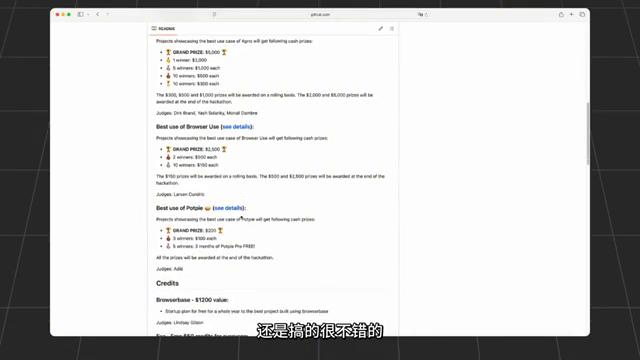 github.com
README
Projects showcasing the best use case of Agno will get following cash prizes:
GRAND PRIZE: $5,000
1 winner: $2,000
5 winners: $1,000 each
10 winners: $500 each
10 winners: $300 each
The $300, $500 and $1,000 prizes will be awarded on a rolling basis. The $2,000 and $5,000 prizes will be
awarded at the end of the hackathon.
Judges: Dirk Brand, Yash Solanky, Monali Dambre
Best use of Browser Use (see details):
Projects showcasing the best use case of Browser Use will get following cash prizes:
GRAND PRIZE: $2,500
2 winners: $500 each
10 winners: $150 each
The $150 prizes will be awarded on a rolling basis. The $500 and $2,500 prizes will be awarded at the end of the
hackathon.
Judges: Larsen Cundric
Best use of Potpie 🥧 (see details):
Projects showcasing the best use case of Potpie will get following cash prizes:
GRAND PRIZE: $200
3 winners: $100 each
5 winners: 3 months of Potpie Pro FREE!
All the prizes will be awarded at the end of the hackathon.
Judges: Aditi
Credits
Browserbase - $1200 value:
Startup plan for free for a whole year to the best project built using Browserbase
Judges: Lindsay Gilson
还是搞的很不错的